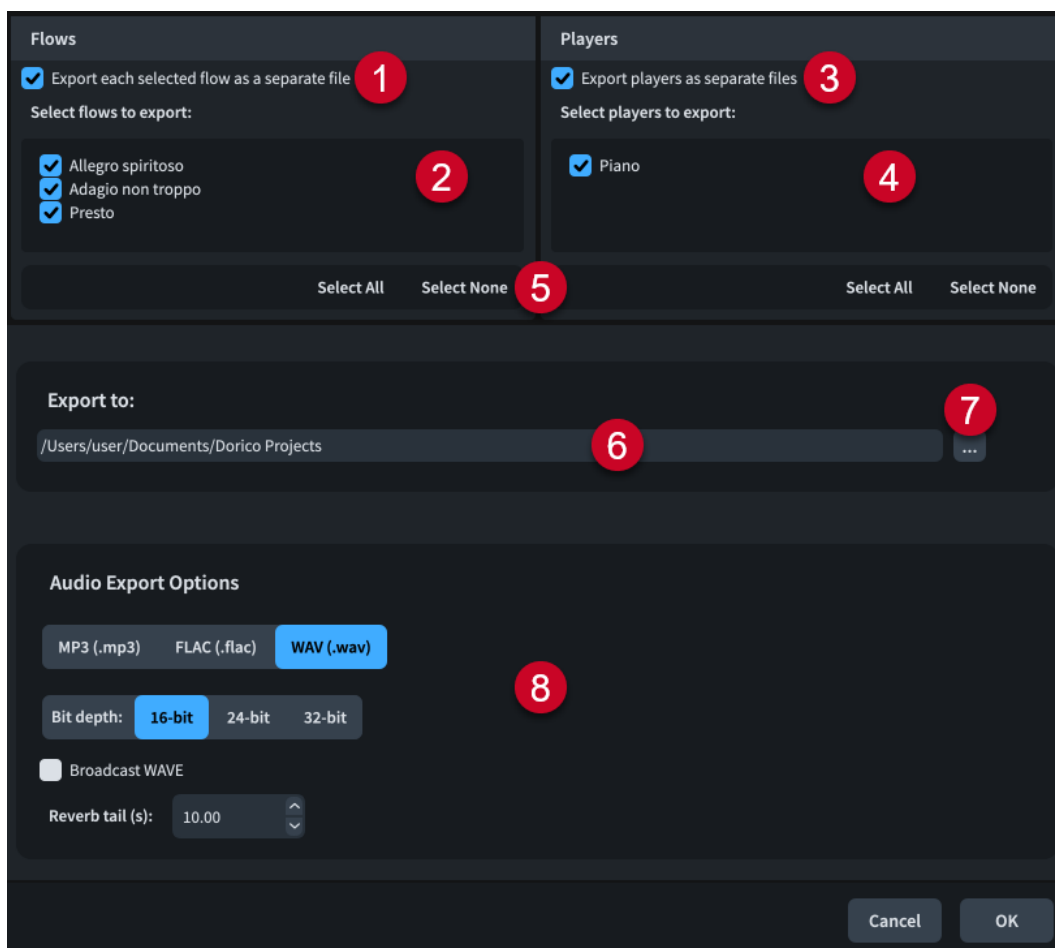 Flows
Players
Export each selected flow as a separate file 1
Export players as separate files 3
Select flows to export:
Select players to export:
Allegro spiritoso
Adagio non troppo
Presto
2
Piano
4
Select All Select None 5 Select All Select None
Export to:
7
/Users/user/Documents/Dorico Projects 6 ...
Audio Export Options
MP3 (.mp3) FLAC (.flac) WAV (.wav)
8
Bit depth: 16-bit 24-bit 32-bit
Broadcast WAVE
Reverb tail (s): 10.00
Cancel OK